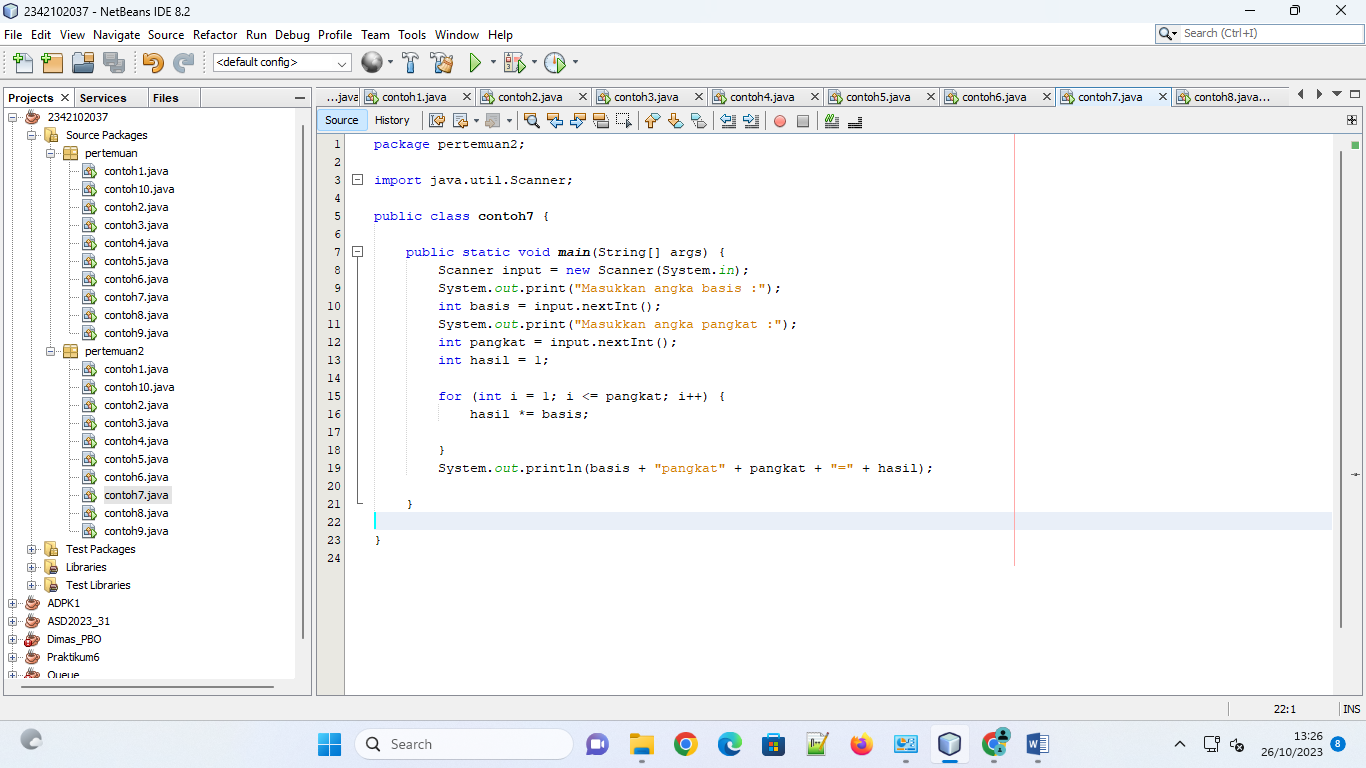 2342102037 - NetBeans IDE 8.2
File Edit View Navigate Source Refactor Run Debug Profile Team Tools Window Help
Search (Ctrl+I)
<default config>
Projects Services Files
2342102037
Source Packages
pertemuan
contoh1.java
contoh10.java
contoh2.java
contoh3.java
contoh4.java
contoh5.java
contoh6.java
contoh7.java
contoh8.java
contoh9.java
pertemuan2
contoh1.java
contoh10.java
contoh2.java
contoh3.java
contoh4.java
contoh5.java
contoh6.java
contoh7.java
contoh8.java
contoh9.java
Test Packages
Libraries
Test Libraries
ADPK1
ASD2023_31
Dimas_PBO
Praktikum6
Queue
...java contoh1.java contoh2.java contoh3.java contoh4.java contoh5.java contoh6.java contoh7.java contoh8.java...
Source History
1 package pertemuan2;
2
3 import java.util.Scanner;
4
5 public class contoh7 {
6
7 public static void main(String[] args) {
8 Scanner input = new Scanner(System.in);
9 System.out.print("Masukkan angka basis :");
10 int basis = input.nextInt();
11 System.out.print("Masukkan angka pangkat :");
12 int pangkat = input.nextInt();
13 int hasil = 1;
14
15 for (int i = 1; i <= pangkat; i++) {
16 hasil *= basis;
17
18 }
19 System.out.println(basis + "pangkat" + pangkat + "=" + hasil);
20
21 }
22
23 }
24
22:1 INS
Search
13:26
26/10/2023
8